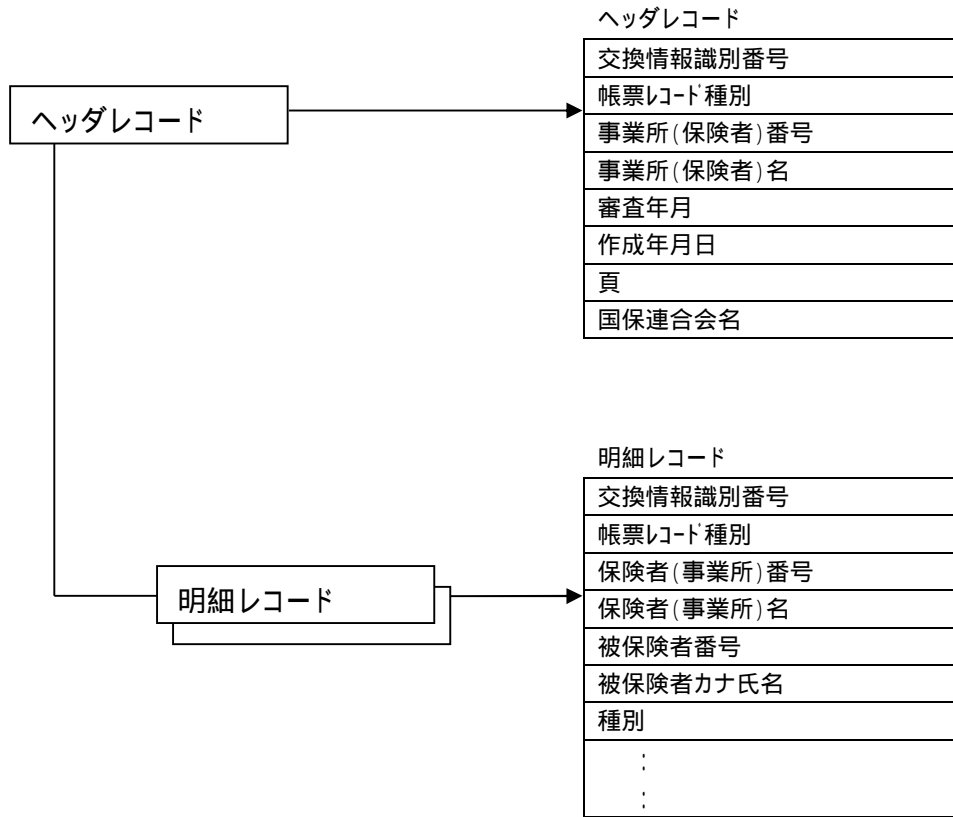 ヘッダレコード
ヘッダレコード
交換情報識別番号
帳票ﾚｺｰﾄﾞ種別
事業所(保険者)番号
事業所(保険者)名
審査年月
作成年月日
頁
国保連合会名
明細レコード
明細レコード
交換情報識別番号
帳票ﾚｺｰﾄﾞ種別
保険者(事業所)番号
保険者(事業所)名
被保険者番号
被保険者カナ氏名
種別
:
: